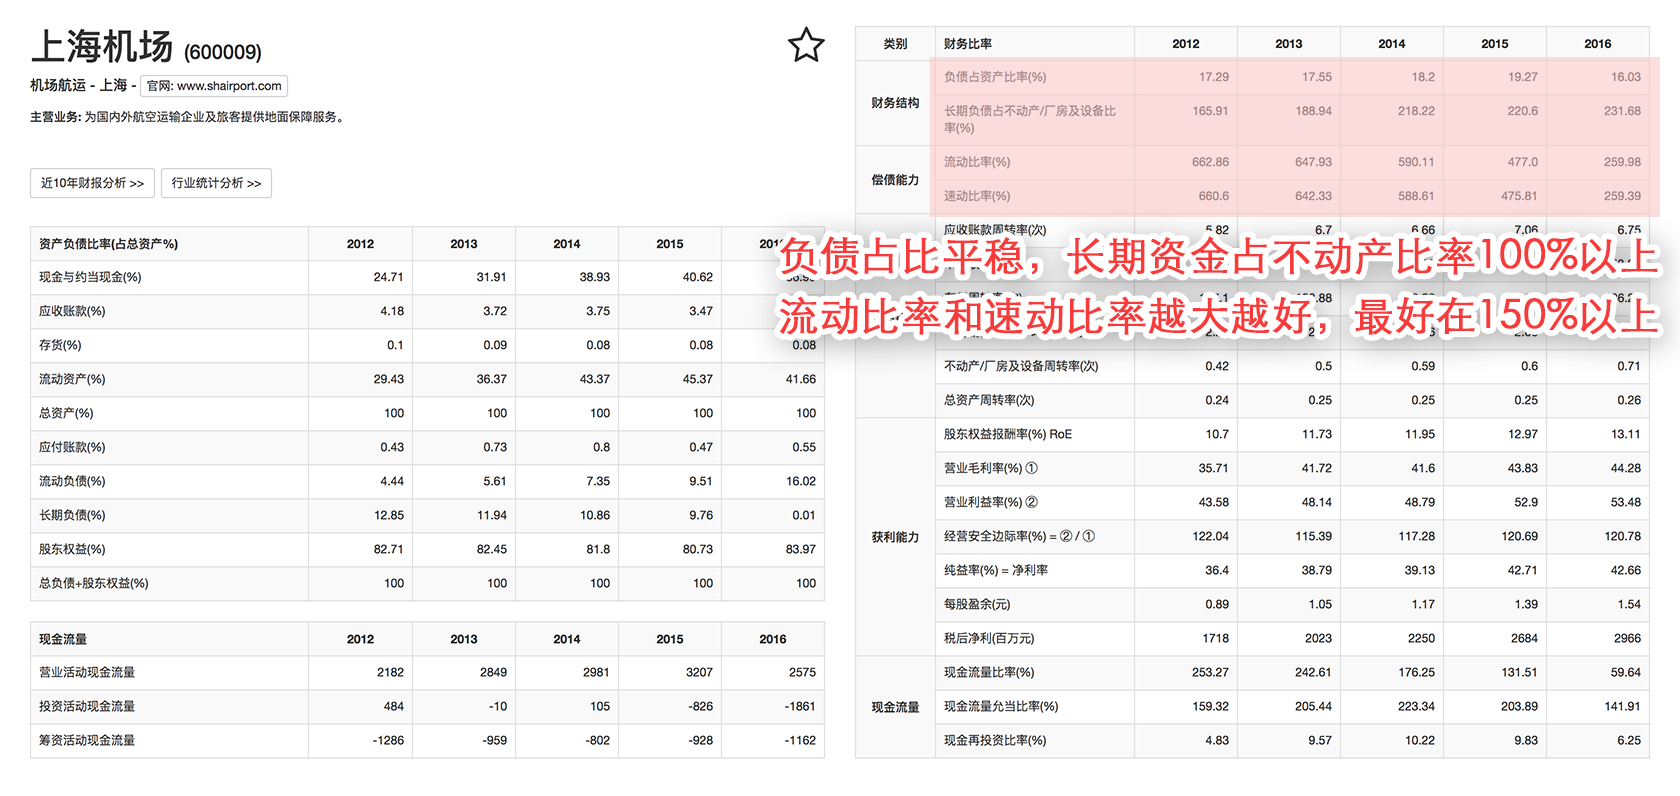 上海机场 (600009)
机场航运 - 上海 - 官网: www.shairport.com
主营业务: 为国内外航空运输企业及旅客提供地面保障服务。
近10年财报分析 >> 行业统计分析 >>
资产负债比率(占总资产%) 2012 2013 2014 2015
现金与约当现金(%) 24.71 31.91 38.93 40.62
应收账款(%) 4.18 3.72 3.75 3.47
存货(%) 0.1 0.09 0.08 0.08 0.08
流动资产(%) 29.43 36.37 43.37 45.37 41.66
总资产(%) 100 100 100 100 100
应付账款(%) 0.43 0.73 0.8 0.47 0.55
流动负债(%) 4.44 5.61 7.35 9.51 16.02
长期负债(%) 12.85 11.94 10.86 9.76 0.01
股东权益(%) 82.71 82.45 81.8 80.73 83.97
总负债+股东权益(%) 100 100 100 100 100
现金流量 2012 2013 2014 2015 2016
营业活动现金流量 2182 2849 2981 3207 2575
投资活动现金流量 484 -10 105 -826 -1861
筹资活动现金流量 -1286 -959 -802 -928 -1162
类别 财务比率 2012 2013 2014 2015 2016
财务结构
负债占资产比率(%) 17.29 17.55 18.2 19.27 16.03
长期负债占不动产/厂房及设备比
率(%) 165.91 188.94 218.22 220.6 231.68
偿债能力
流动比率(%) 662.86 647.93 590.11 477.0 259.98
速动比率(%) 660.6 642.33 588.61 475.81 259.39
应收账款周转率(次) 5.82 6.7 6.66 7.06 6.75
负债占比平稳，长期资金占不动产比率100%以上
流动比率和速动比率越大越好，最好在150%以上
不动产/厂房及设备周转率(次) 0.42 0.5 0.59 0.6 0.71
总资产周转率(次) 0.24 0.25 0.25 0.25 0.26
获利能力
股东权益报酬率(%) RoE 10.7 11.73 11.95 12.97 13.11
营业毛利率(%) ① 35.71 41.72 41.6 43.83 44.28
营业利益率(%) ② 43.58 48.14 48.79 52.9 53.48
经营安全边际率(%) = ② / ① 122.04 115.39 117.28 120.69 120.78
纯益率(%) = 净利率 36.4 38.79 39.13 42.71 42.66
每股盈余(元) 0.89 1.05 1.17 1.39 1.54
税后净利(百万元) 1718 2023 2250 2684 2966
现金流量
现金流量比率(%) 253.27 242.61 176.25 131.51 59.64
现金流量允当比率(%) 159.32 205.44 223.34 203.89 141.91
现金再投资比率(%) 4.83 9.57 10.22 9.83 6.25